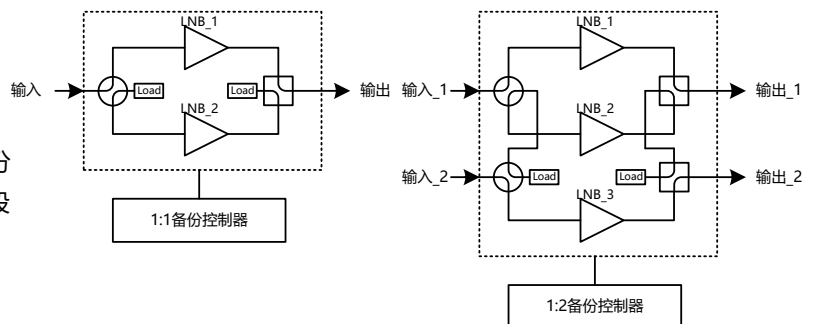 LNB_1
输入
Load
Load
输出
LNB_2
1:1备份控制器
份
LNB_1
输入_1
输出_1
LNB_2
输入_2
Load
Load
输出_2
LNB_3
1:2备份控制器